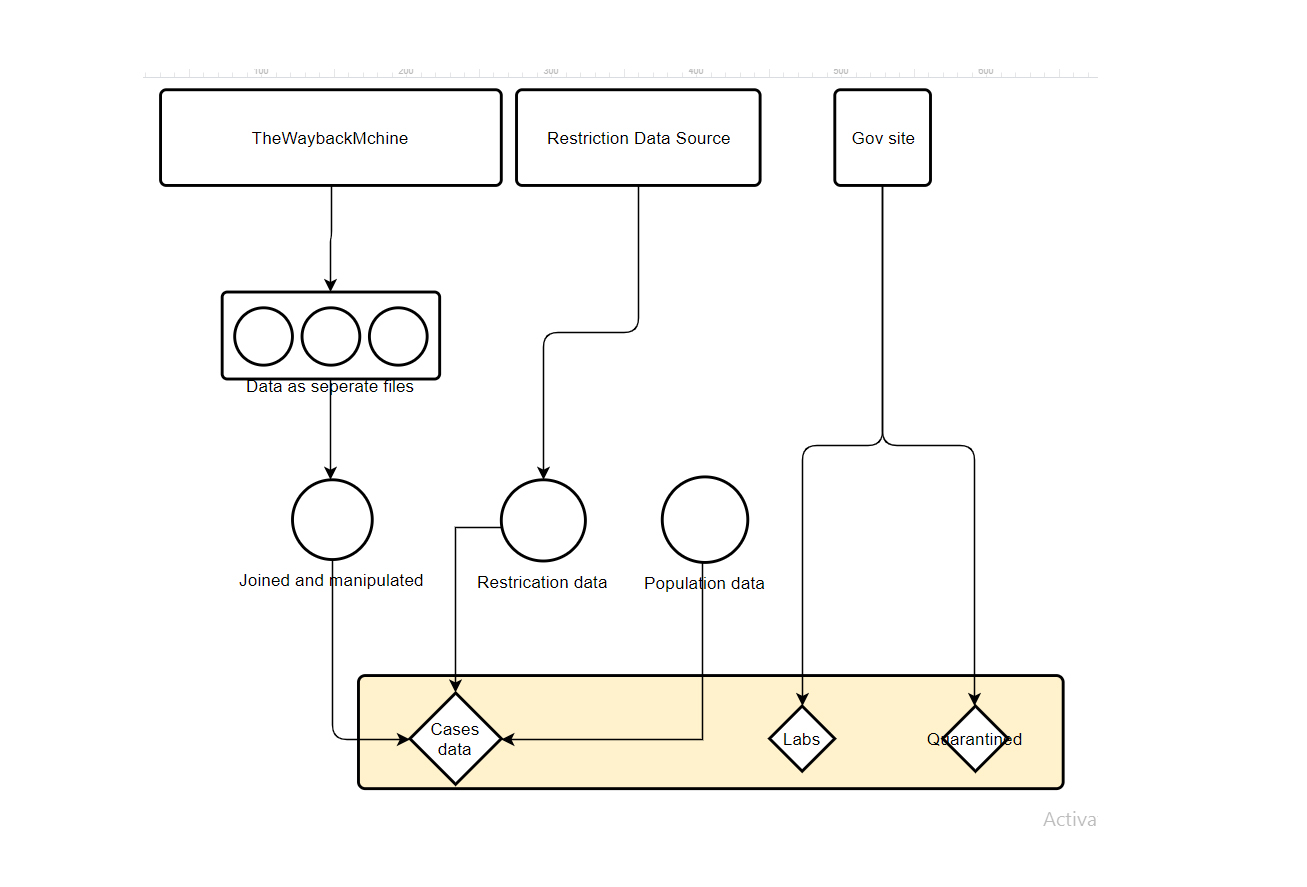 100 200 300 400 500 600
TheWaybackMchine
Restriction Data Source
Gov site
Data as seperate files
Joined and manipulated
Restrication data
Population data
Cases
data
Labs
Quarantined
Activa